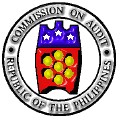 COMMISSION ON AUDIT
REPUBLIC OF THE PHILIPPINES